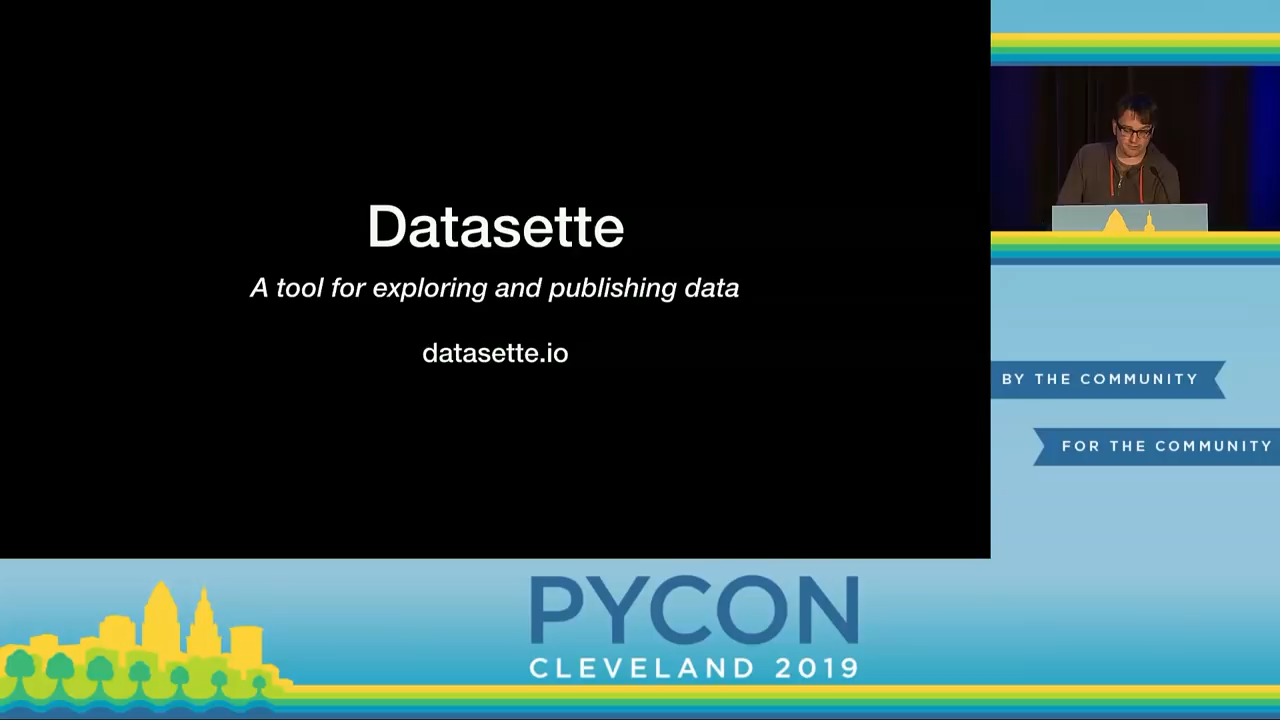 Datasette
A tool for exploring and publishing data
datasette.io
BY THE COMMUNITY
FOR THE COMMUNITY
PYCON
CLEVELAND 2019